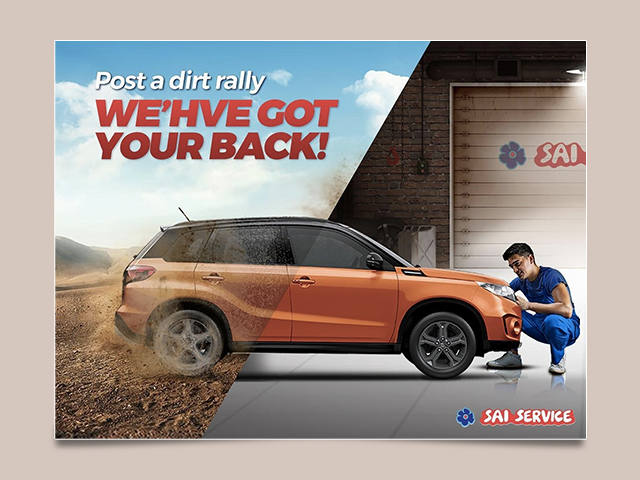 Post a dirt rally
WE'HVE GOT
YOUR BACK!
SAI
SAI SERVICE